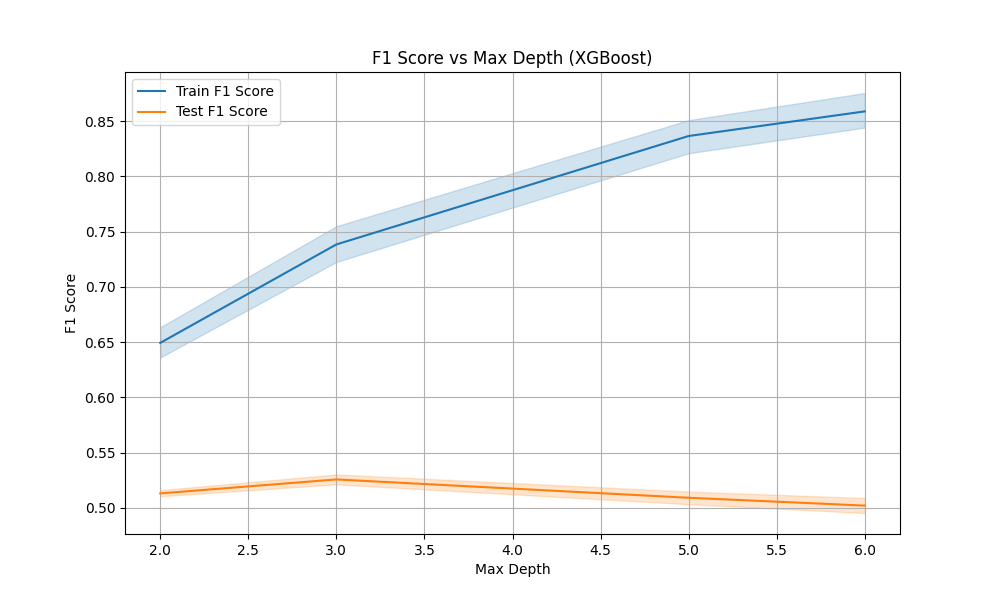 F1 Score vs Max Depth (XGBoost)
Train F1 Score
Test F1 Score
F1 Score
0.85
0.80
0.75
0.70
0.65
0.60
0.55
0.50
2.0 2.5 3.0 3.5 4.0 4.5 5.0 5.5 6.0
Max Depth